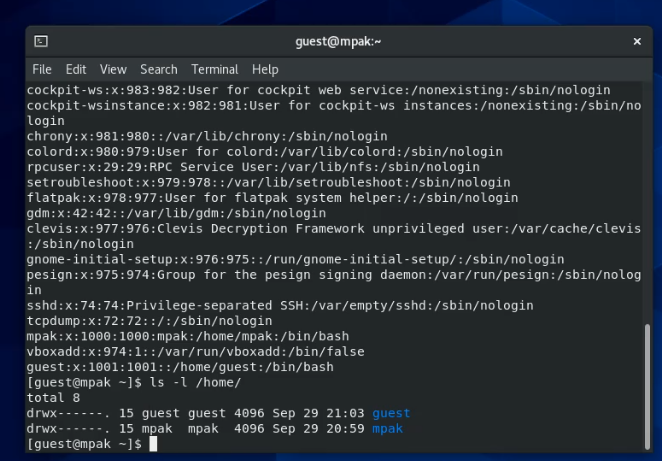 guest@mpak:~
×
File Edit View Search Terminal Help
cockpit-ws:x:983:982:User for cockpit web service:/nonexisting:/sbin/nologin
cockpit-wsinstance:x:982:981:User for cockpit-ws instances:/nonexisting:/sbin/no
login
chrony:x:981:980::/var/lib/chrony:/sbin/nologin
colord:x:980:979:User for colord:/var/lib/colord:/sbin/nologin
rpcuser:x:29:29:RPC Service User:/var/lib/nfs:/sbin/nologin
setroubleshoot:x:979:978::/var/lib/setroubleshoot:/sbin/nologin
flatpak:x:978:977:User for flatpak system helper:/:/sbin/nologin
gdm:x:42:42::/var/lib/gdm:/sbin/nologin
clevis:x:977:976:Clevis Decryption Framework unprivileged user:/var/cache/clevis
:/sbin/nologin
gnome-initial-setup:x:976:975::/run/gnome-initial-setup/:/sbin/nologin
pesign:x:975:974:Group for the pesign signing daemon:/var/run/pesign:/sbin/nolog
in
sshd:x:74:74:Privilege-separated SSH:/var/empty/sshd:/sbin/nologin
tcpdump:x:72:72::/:/sbin/nologin
mpak:x:1000:1000:mpak:/home/mpak:/bin/bash
vboxadd:x:974:1::/var/run/vboxadd:/bin/false
guest:x:1001:1001::/home/guest:/bin/bash
[guest@mpak ~]$ ls -l /home/
total 8
drwx------. 15 guest guest 4096 Sep 29 21:03 guest
drwx------. 15 mpak  mpak  4096 Sep 29 20:59 mpak
[guest@mpak ~]$